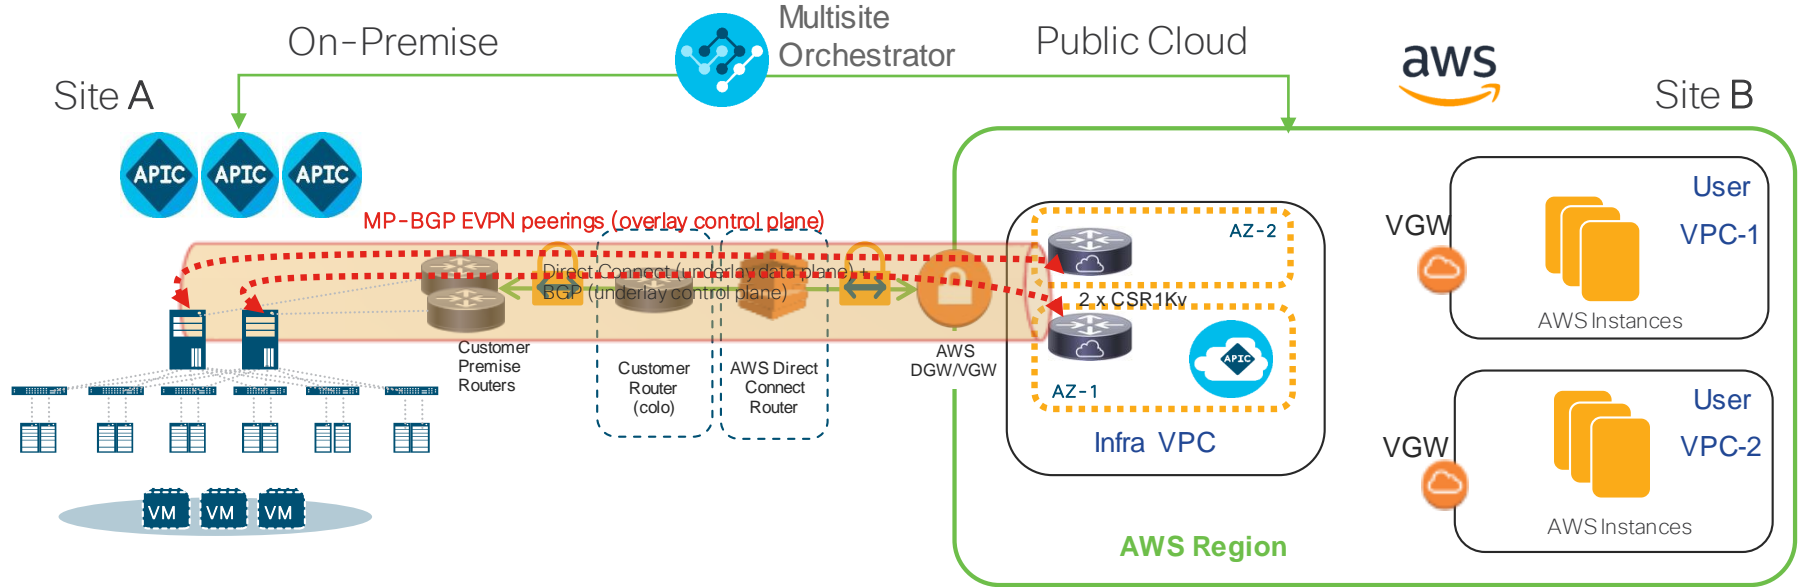 Multisite
Orchestrator
On-Premise
Public Cloud
aws
Site A
Site B
APIC
APIC
APIC
MP-BGP EVPN peerings (overlay control plane)
Direct Connect (underlay data plane) +
BGP (underlay control plane)
AZ-2
2 x CSR1Kv
APIC
AZ-1
Infra VPC
Customer
Premise
Routers
Customer
Router
(colo)
AWS Direct
Connect
Router
AWS
DGW/VGW
VGW
User
VPC-1
AWS Instances
VGW
User
VPC-2
AWS Instances
VM
VM
VM
AWS Region